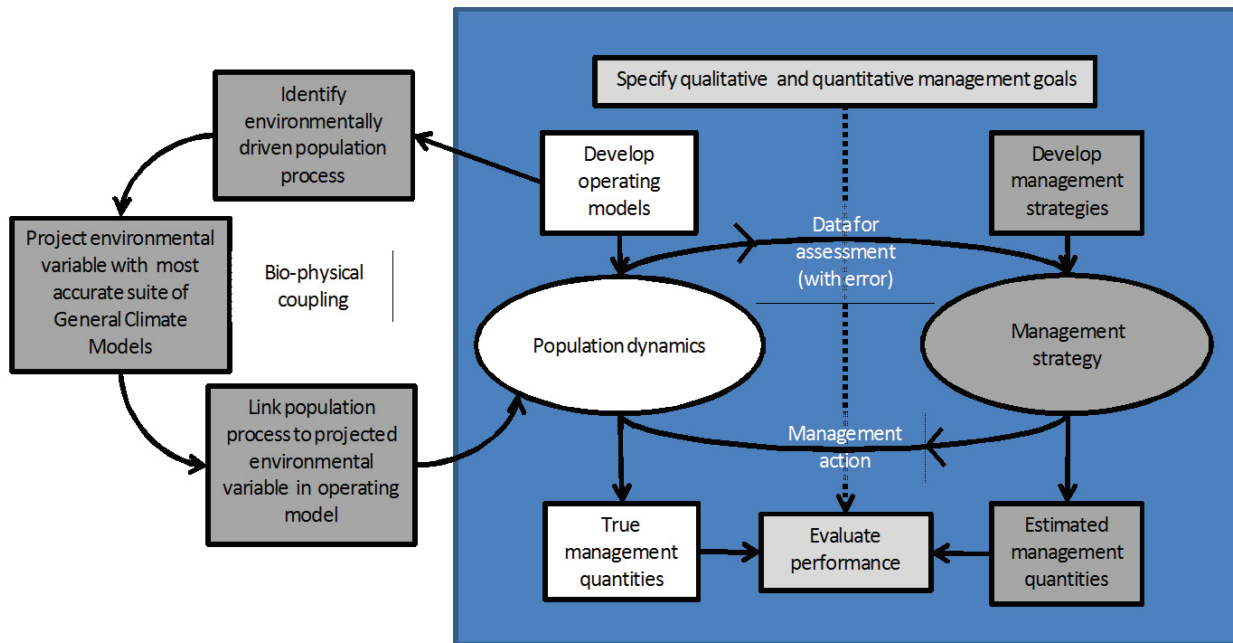 Specify qualitative and quantitative management goals
Identify
environmentally
driven population
process
Develop
operating
models
Develop
management
strategies
Project environmental
variable with most
accurate suite of
General Climate
Models
Bio-physical
coupling
Data for
assessment
(with error)
Population dynamics
Management
strategy
Link population
process to projected
environmental
variable in operating
model
Management
action
True
management
quantities
Evaluate
performance
Estimated
management
quantities